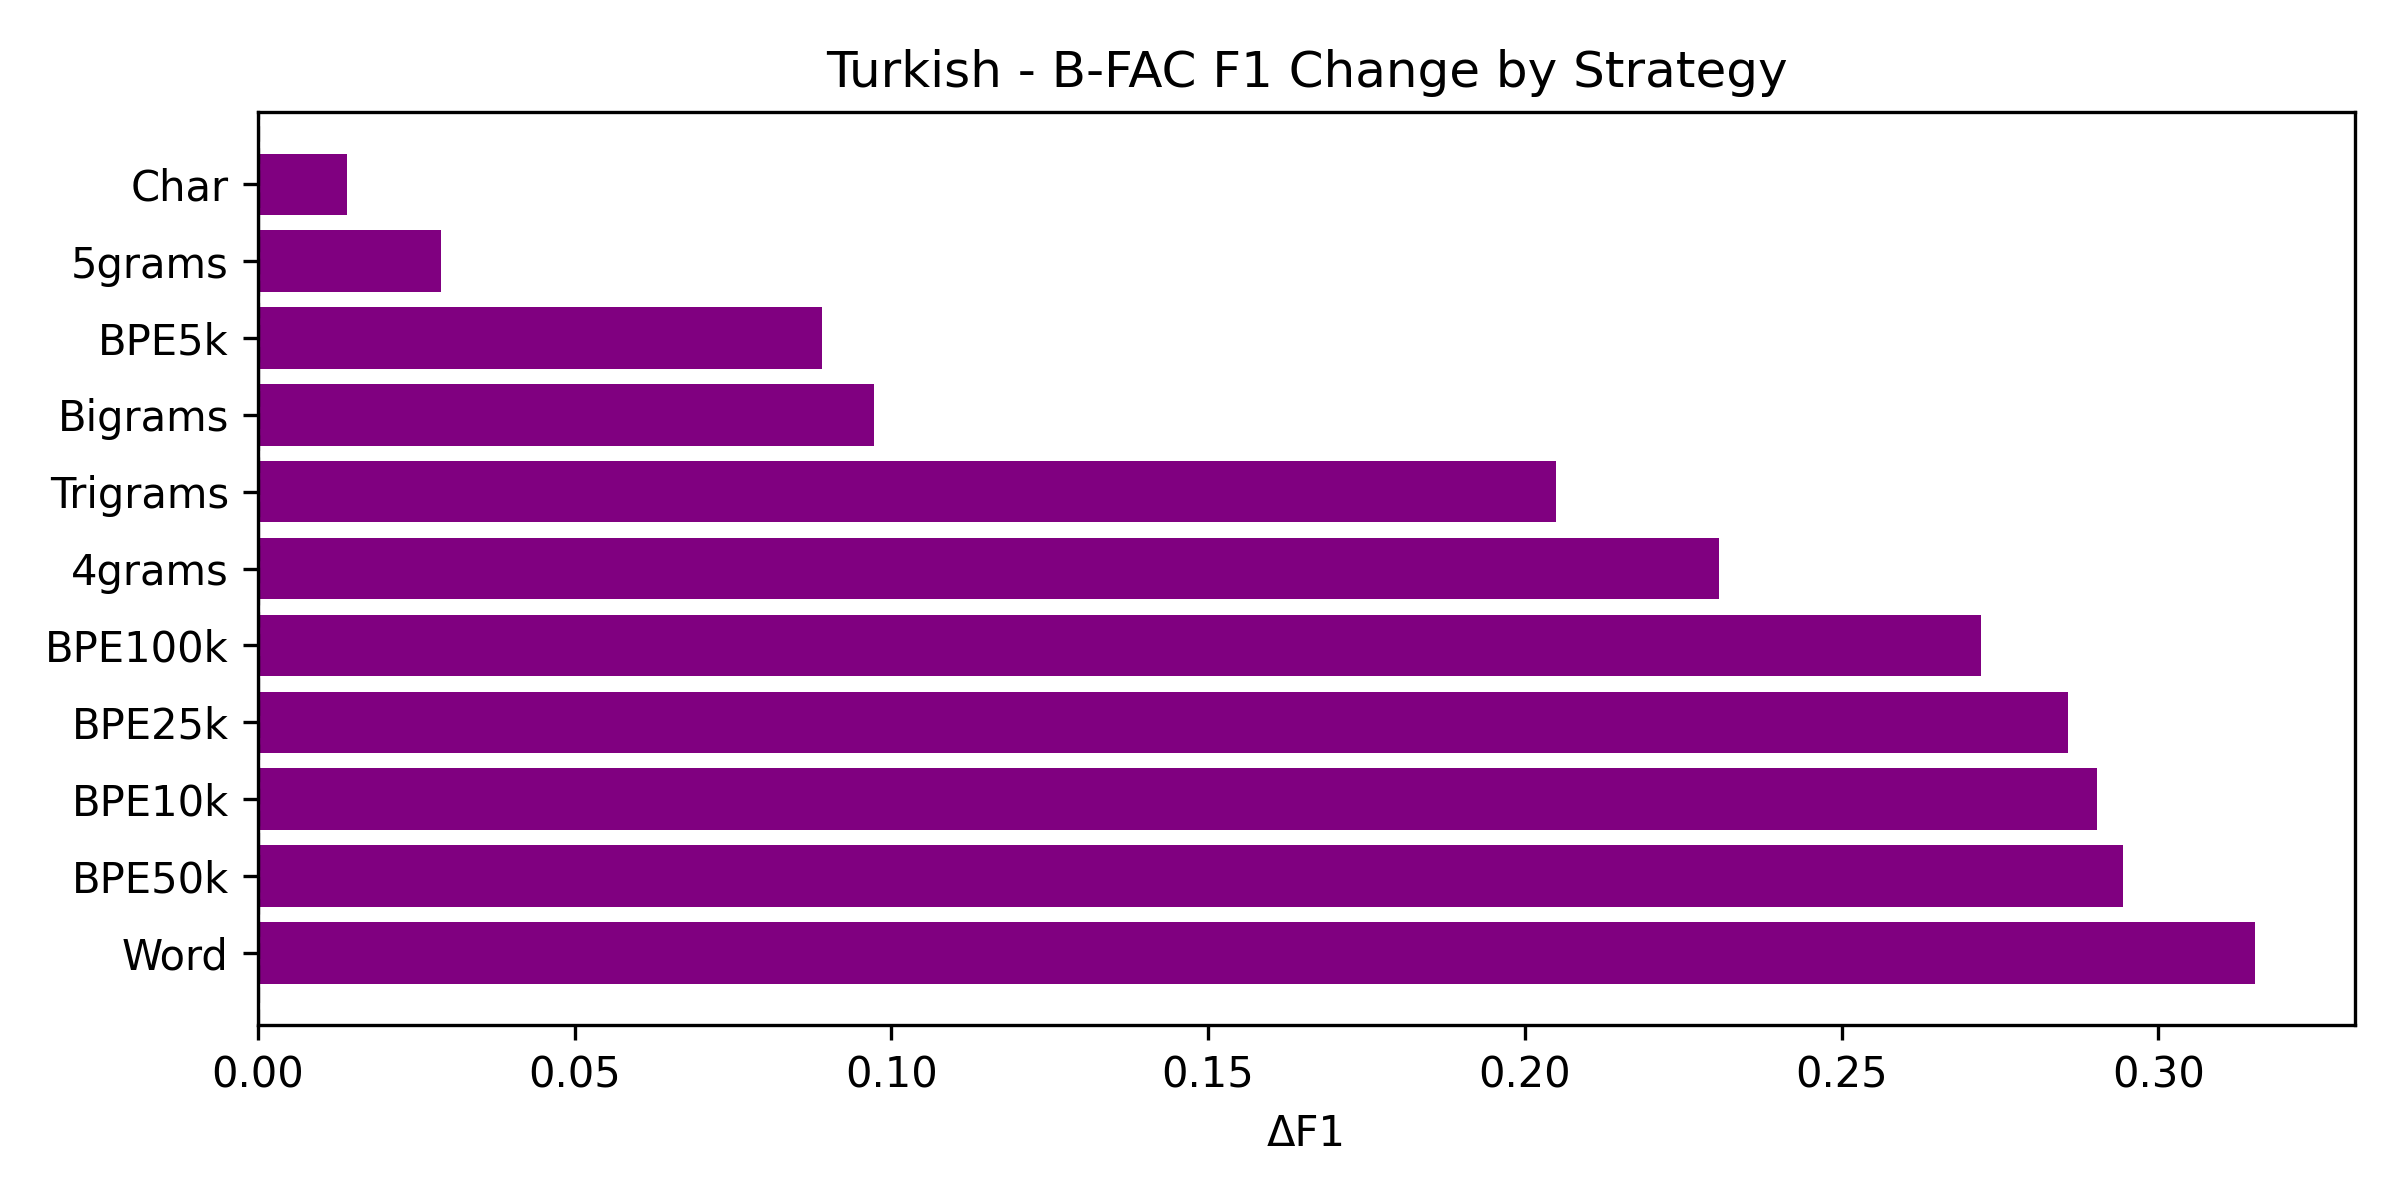 Turkish - B-FAC F1 Change by Strategy
Char
5grams
BPE5k
Bigrams
Trigrams
4grams
BPE100k
BPE25k
BPE10k
BPE50k
Word
0.00 0.05 0.10 0.15 0.20 0.25 0.30
ΔF1